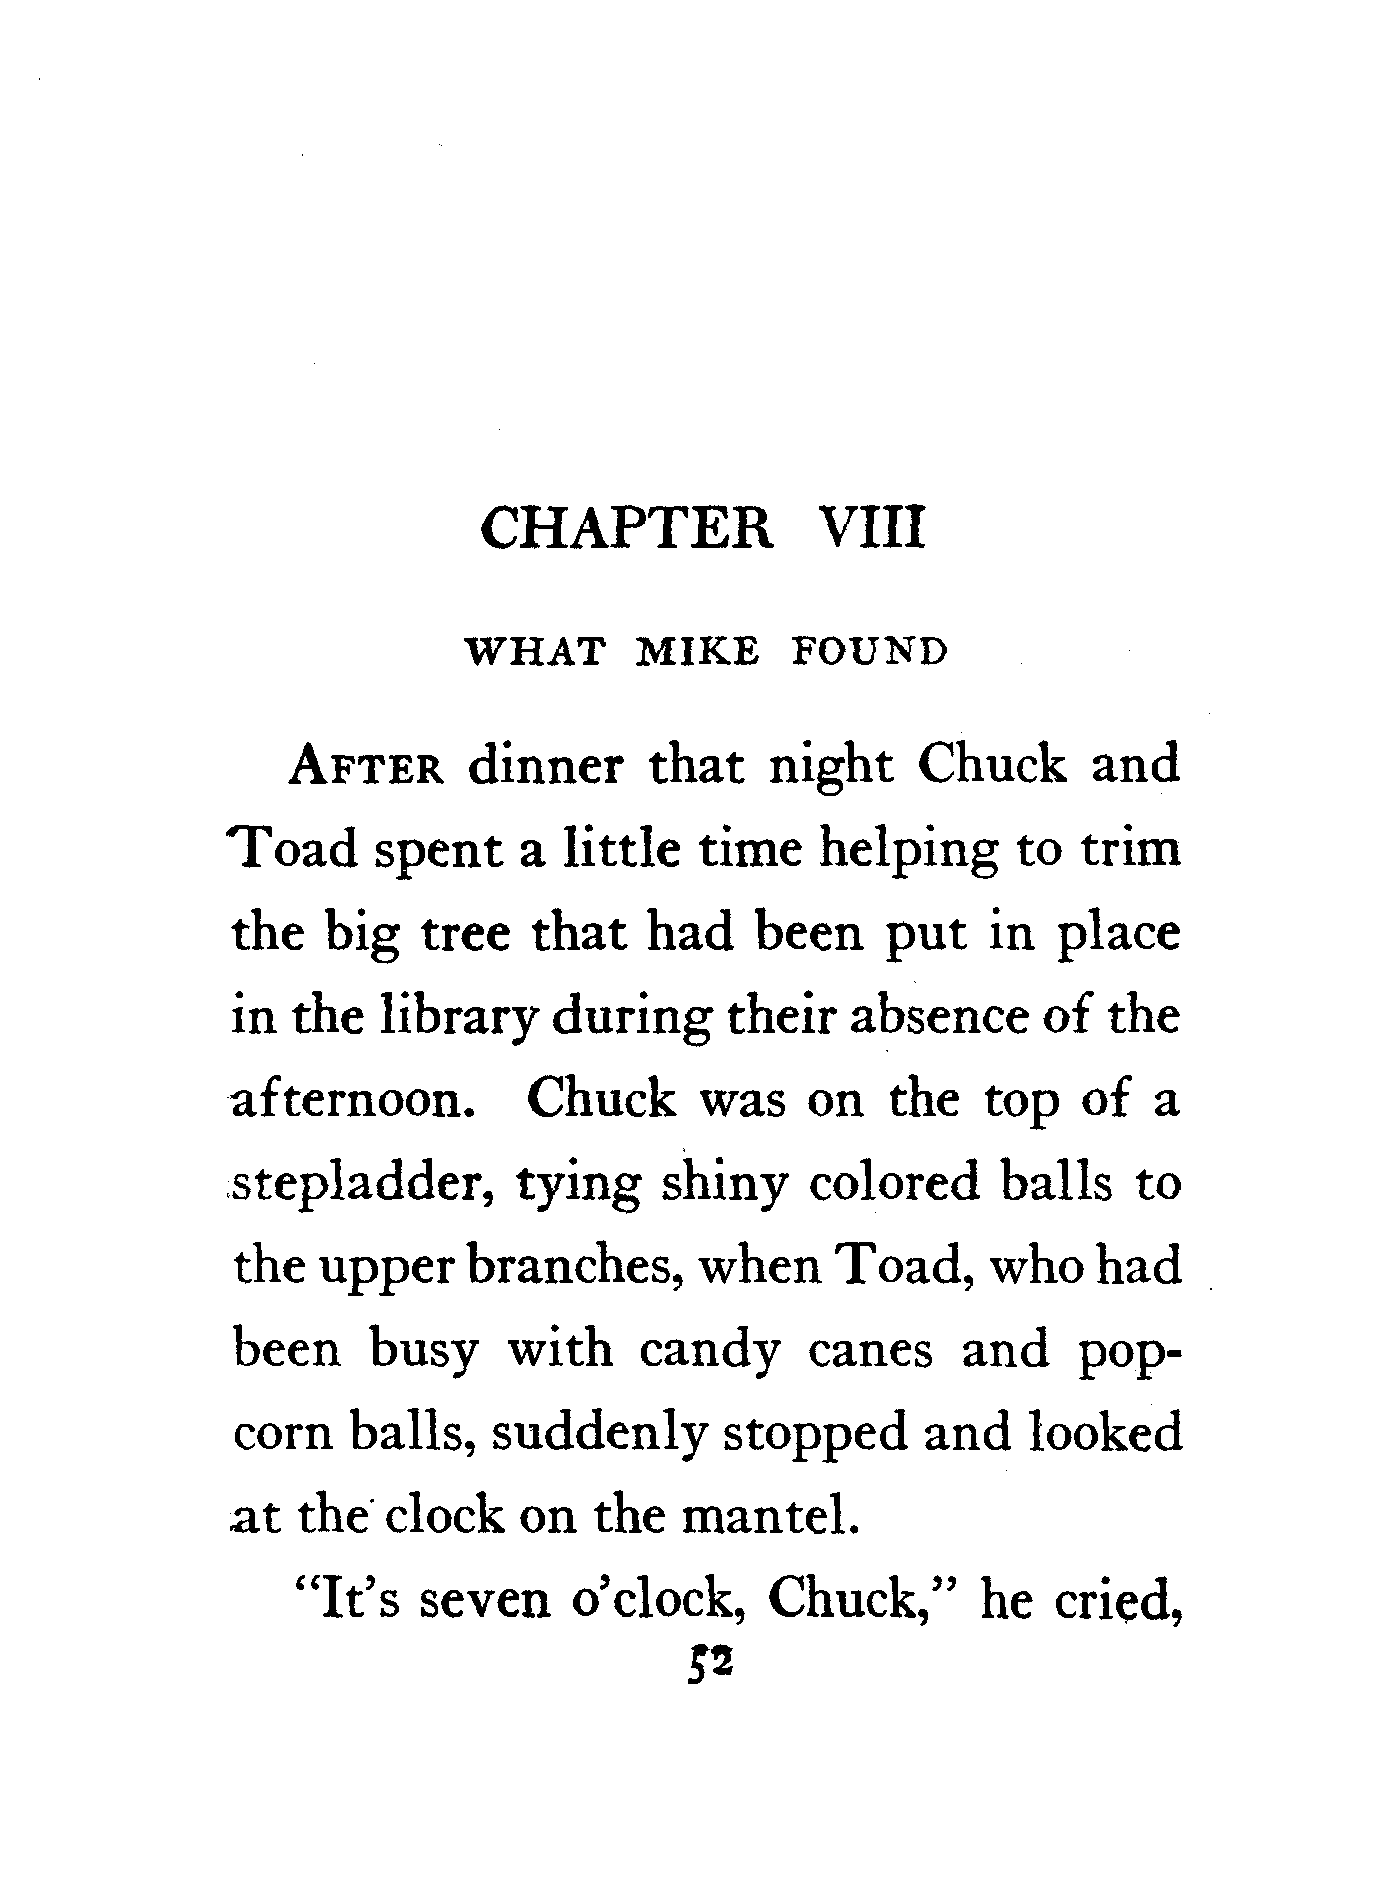 CHAPTER VIII
WHAT MIKE FOUND
AFTER dinner that night Chuck and
Toad spent a little time helping to trim
the big tree that had been put in place
in the library during their absence of the
afternoon. Chuck was on the top of a
stepladder, tying shiny colored balls to
the upper branches, when Toad, who had
been busy with candy canes and pop-
corn balls, suddenly stopped and looked
at the clock on the mantel.
"It's seven o'clock, Chuck," he cried,
52